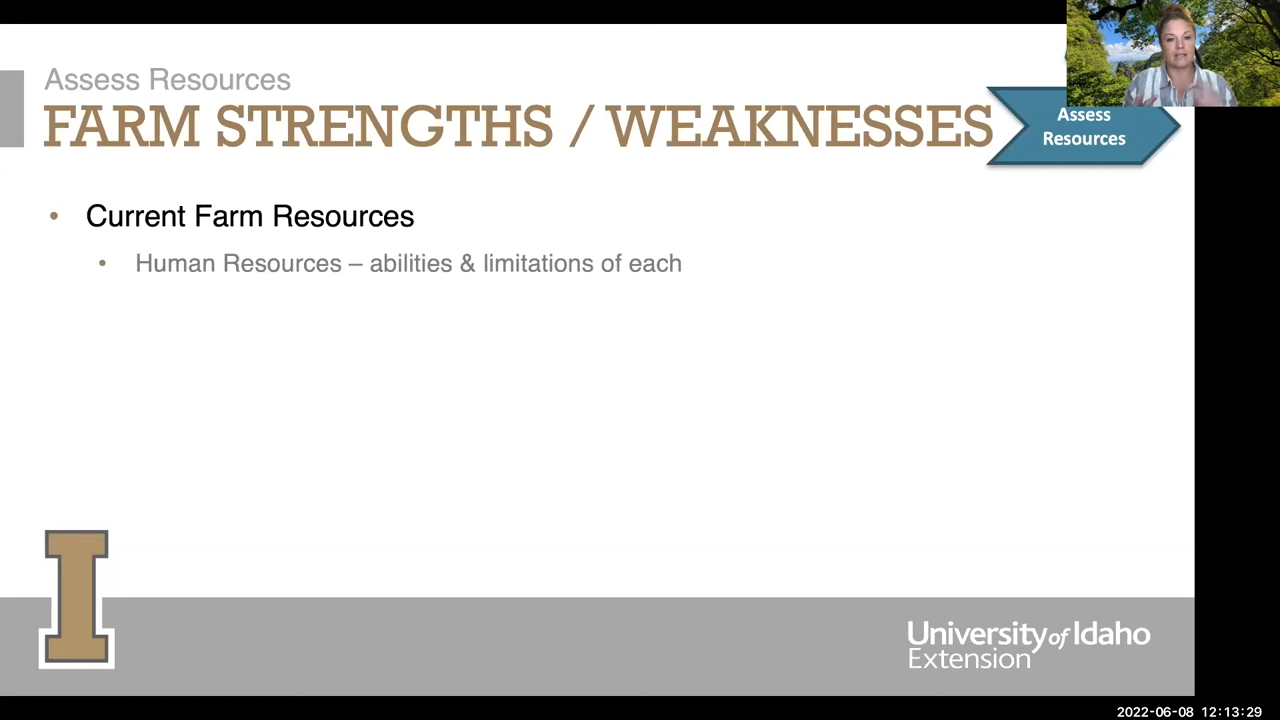 Assess Resources
FARM STRENGTHS / WEAKNESSES
Assess
Resources
• Current Farm Resources
• Human Resources – abilities & limitations of each
I
University of Idaho
Extension
2022-06-08 12:13:29